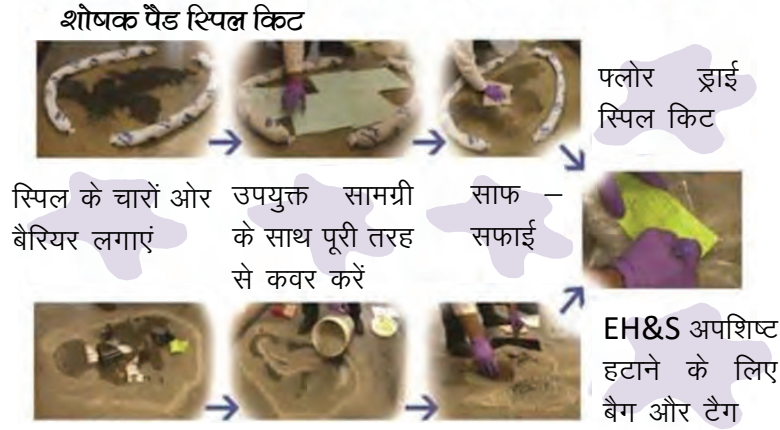 शोषक पैड स्पिल किट
फ्लोर ड्राई
स्पिल किट
स्पिल के चारों ओर
बैरियर लगाएं
उपयुक्त सामग्री
के साथ पूरी तरह
से कवर करें
साफ –
सफाई
EH&S अपशिष्ट
हटाने के लिए
बैग और टैग